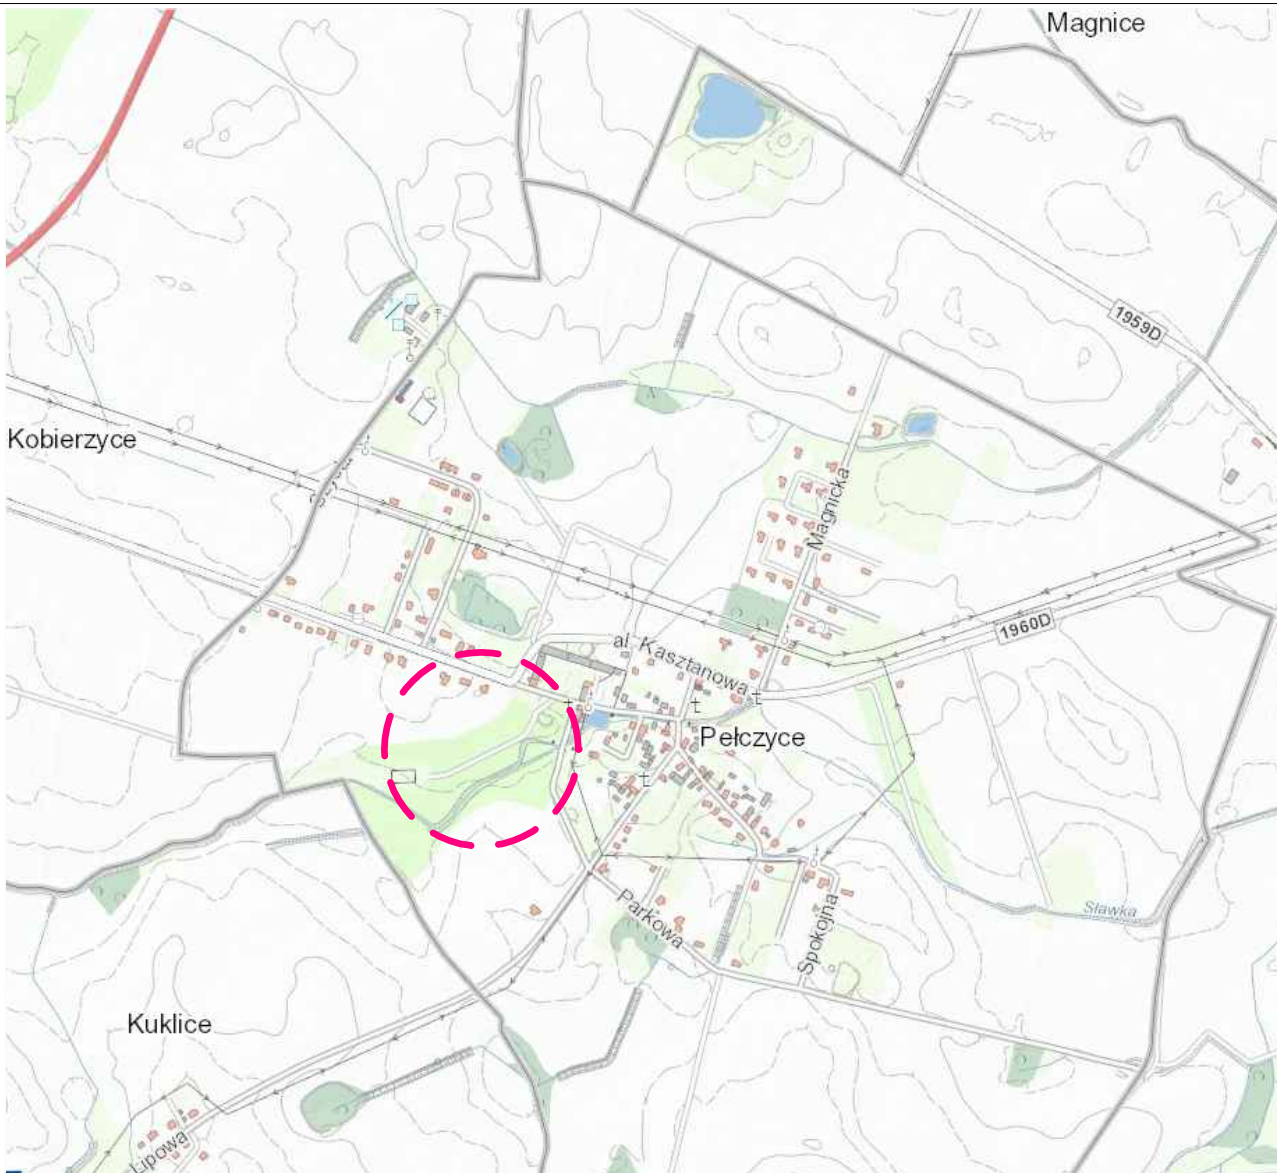 Magnice
1959D
Kobierzyce
Magnicka
1960D
al. Kasztanowa
Pełczyce
Sławka
Parkowa
Spokojna
Kuklice
Lipowa